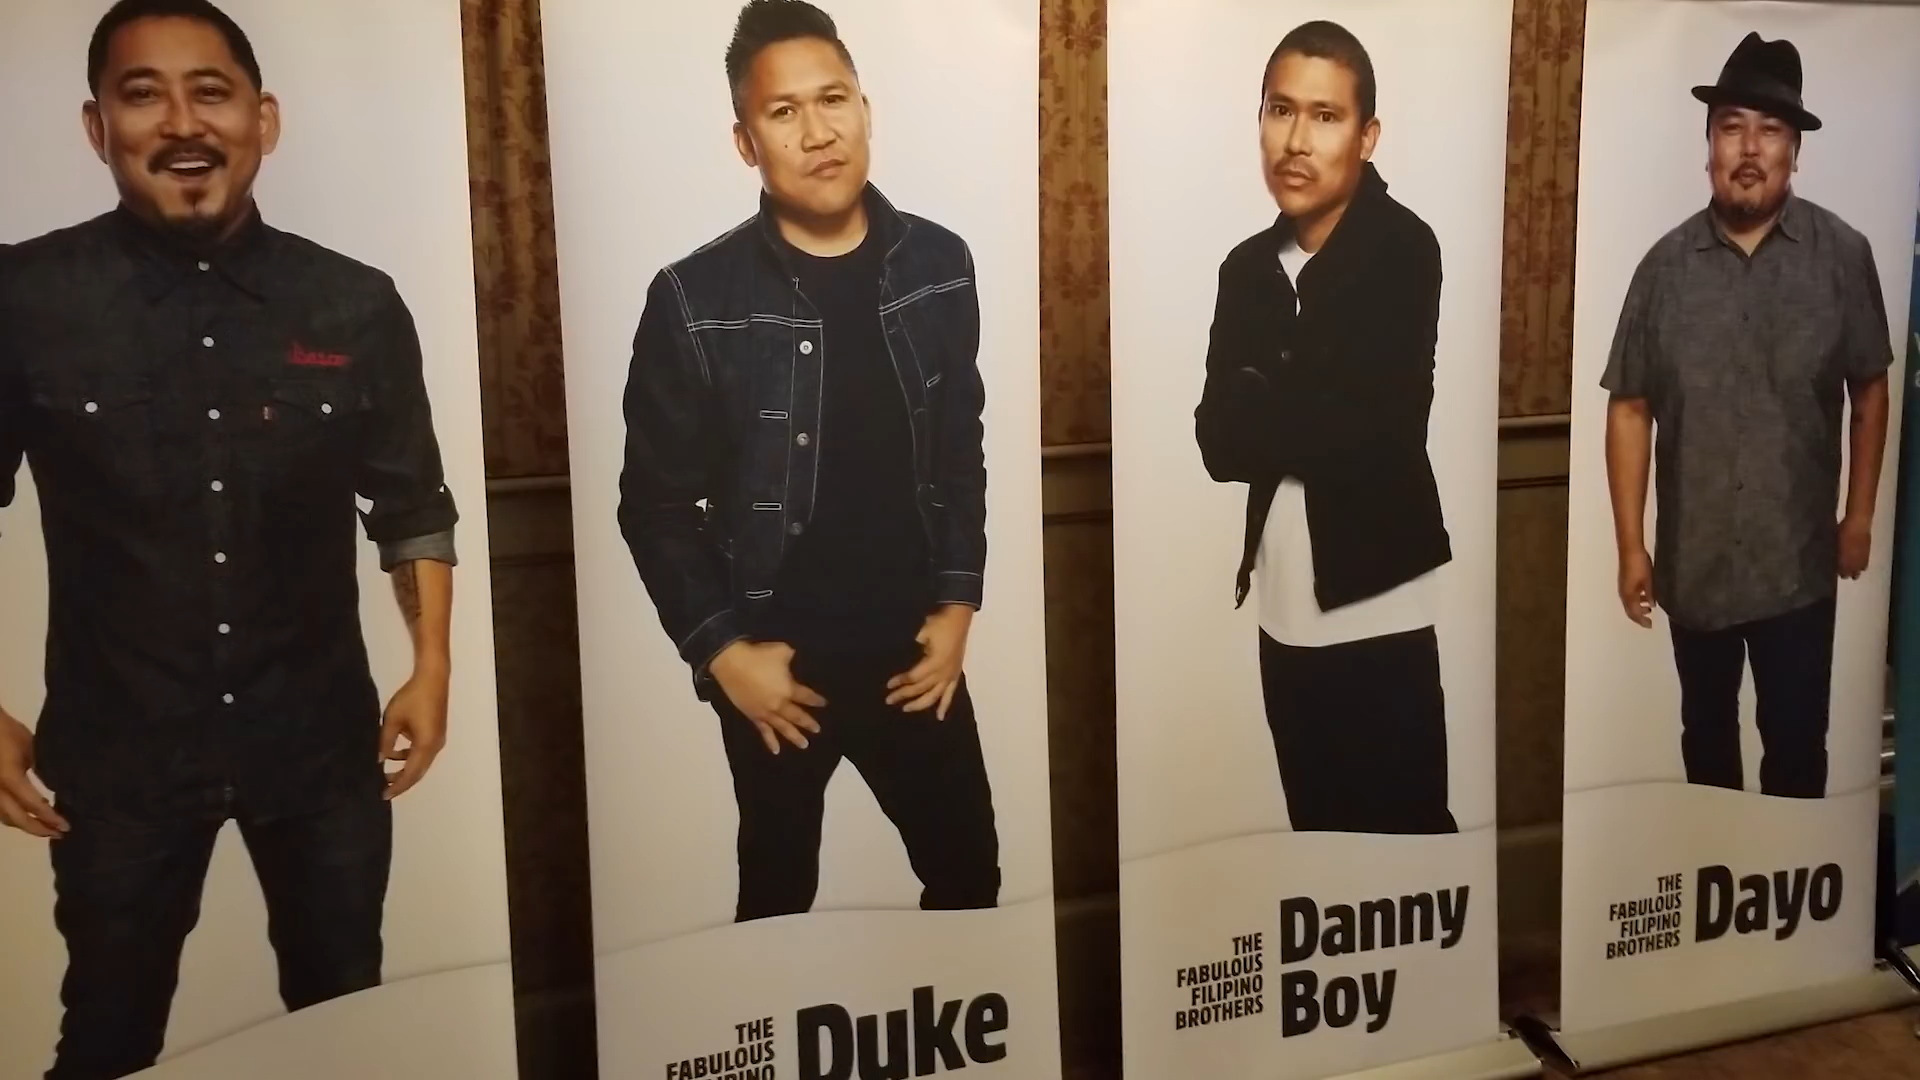 THE
FABULOUS
FILIPINO
BROTHERS
Dayo
THE
FABULOUS
FILIPINO
BROTHERS
Danny
Boy
THE
FABULOUS
Duke